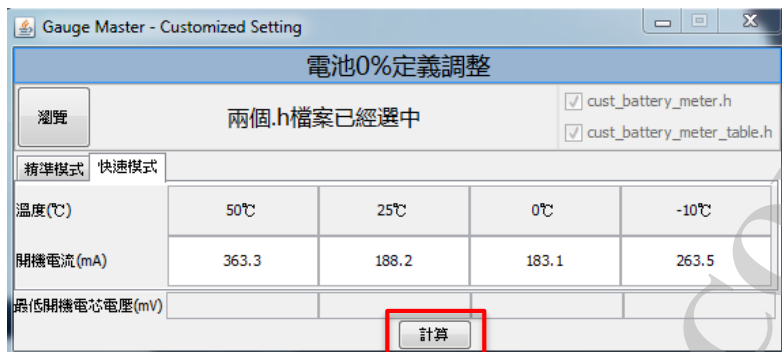 Gauge Master - Customized Setting
電池0%定義調整
瀏覽
兩個.h檔案已經選中
cust_battery_meter.h
cust_battery_meter_table.h
精準模式 快速模式
溫度(℃) 50℃ 25℃ 0℃ -10℃
開機電流(mA) 363.3 188.2 183.1 263.5
最低開機電芯電壓(mV)
計算